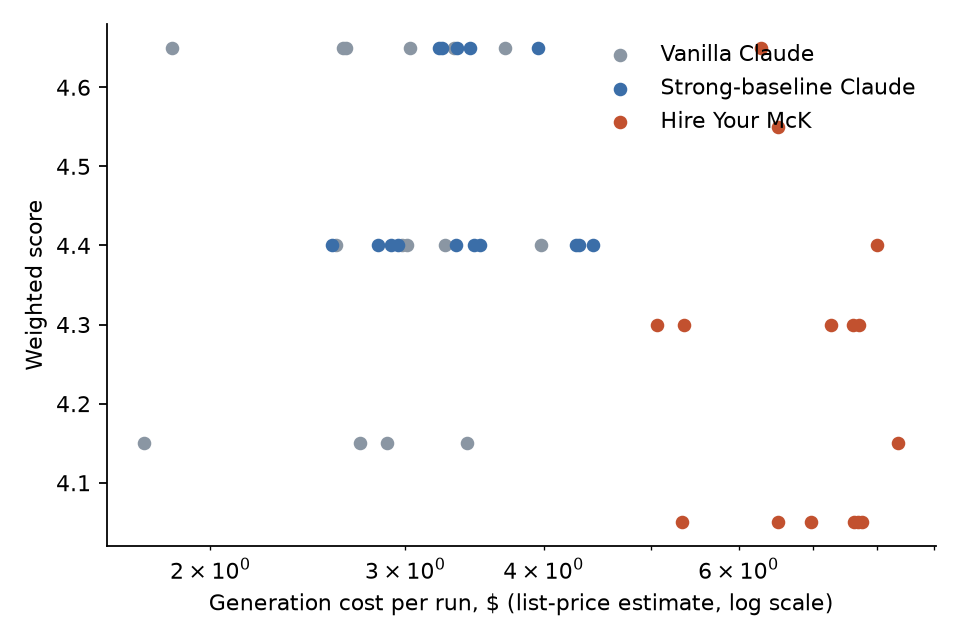 Vanilla Claude
Strong-baseline Claude
Hire Your McK
4.6
4.5
4.4
4.3
4.2
4.1
Weighted score
2 × 10⁰
3 × 10⁰
4 × 10⁰
6 × 10⁰
Generation cost per run, $ (list-price estimate, log scale)